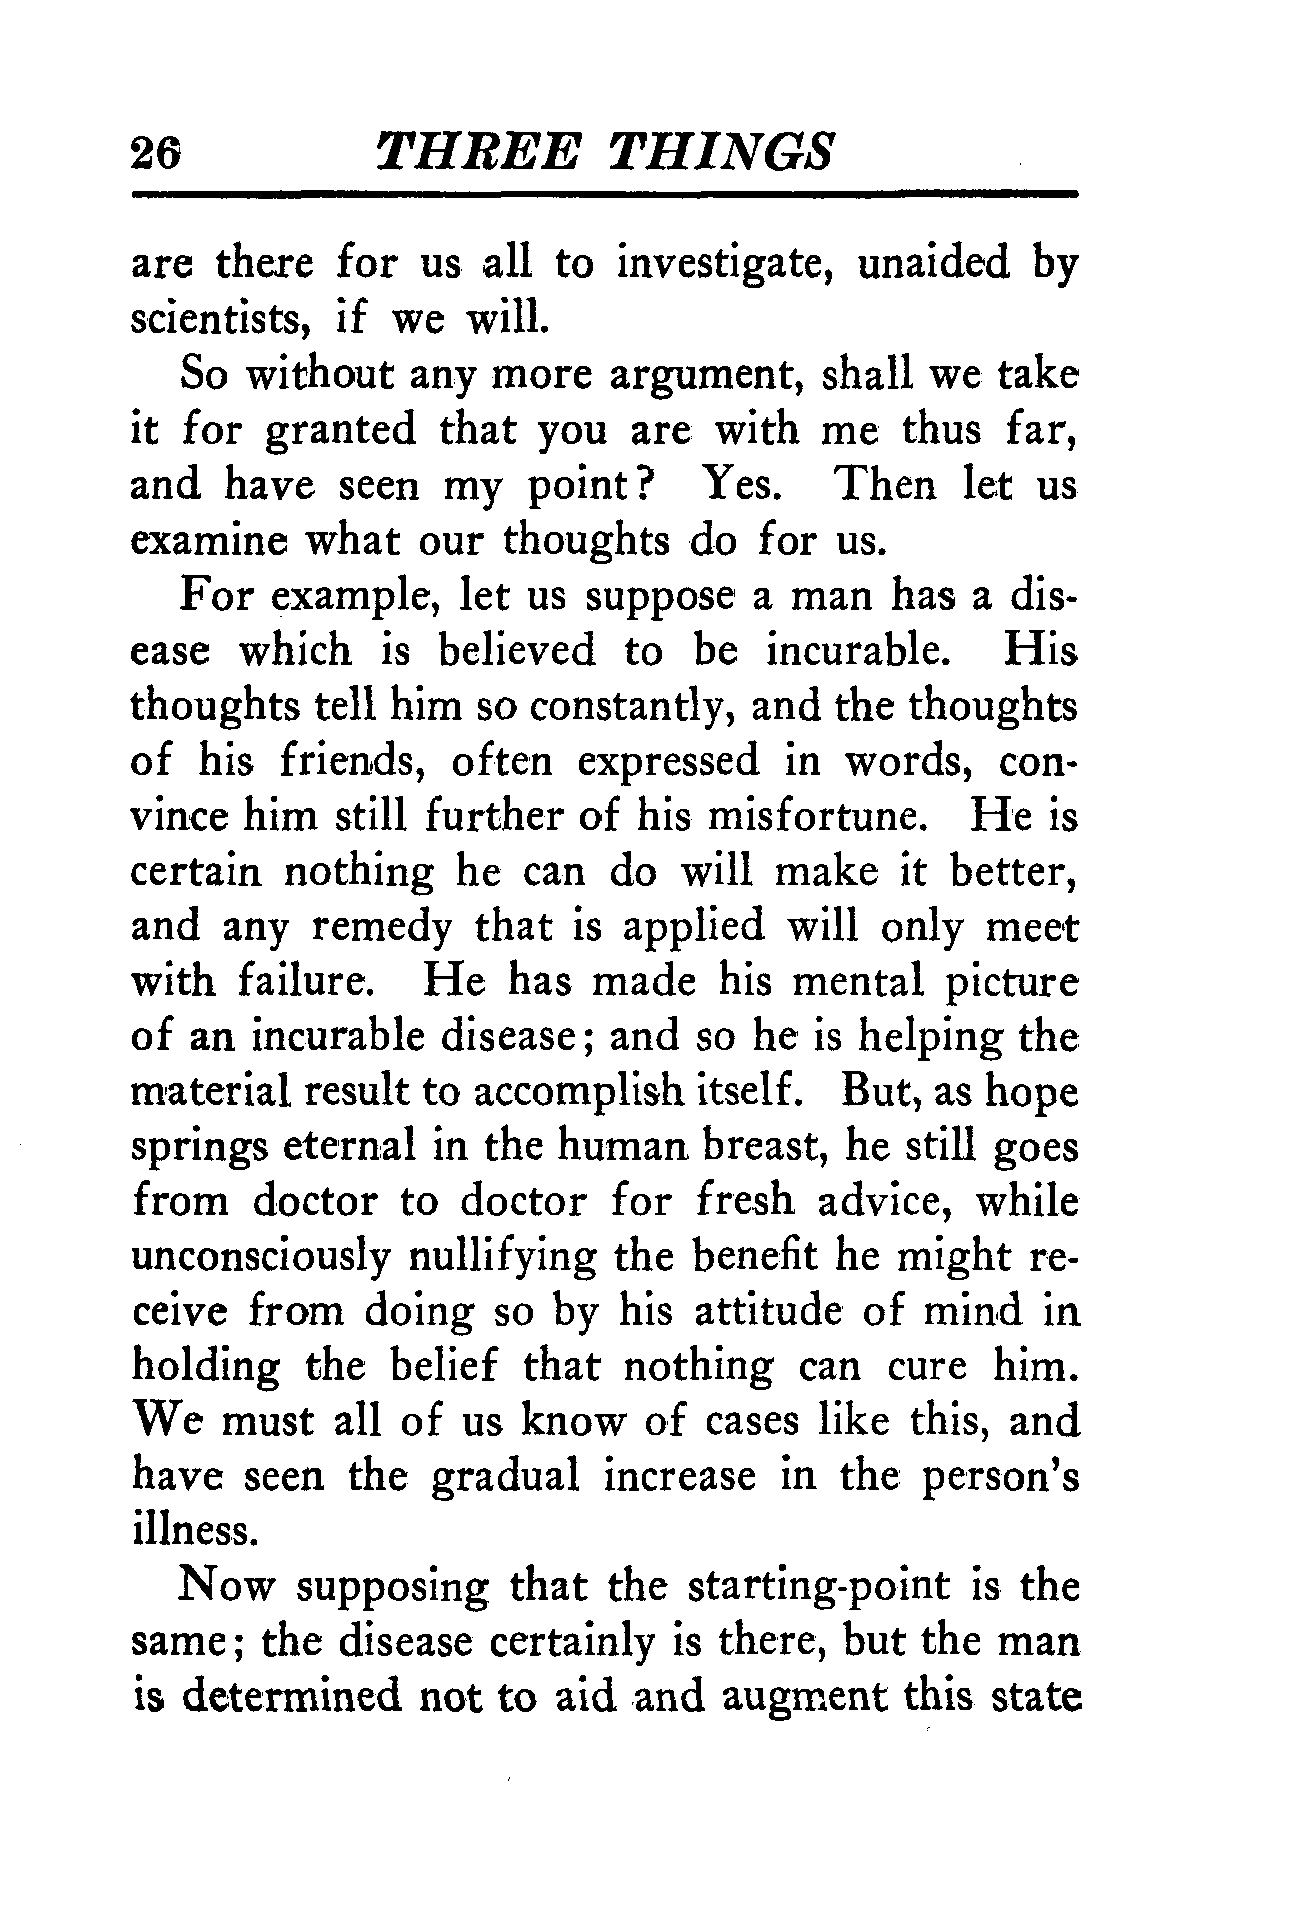 26 THREE THINGS
are there for us all to investigate, unaided by
scientists, if we will.
So without any more argument, shall we take
it for granted that you are with me thus far,
and have seen my point? Yes. Then let us
examine what our thoughts do for us.
For example, let us suppose a man has a dis-
ease which is believed to be incurable. His
thoughts tell him so constantly, and the thoughts
of his friends, often expressed in words, con-
vince him still further of his misfortune. He is
certain nothing he can do will make it better,
and any remedy that is applied will only meet
with failure. He has made his mental picture
of an incurable disease; and so he is helping the
material result to accomplish itself. But, as hope
springs eternal in the human breast, he still goes
from doctor to doctor for fresh advice, while
unconsciously nullifying the benefit he might re-
ceive from doing so by his attitude of mind in
holding the belief that nothing can cure him.
We must all of us know of cases like this, and
have seen the gradual increase in the person's
illness.
Now supposing that the starting-point is the
same; the disease certainly is there, but the man
is determined not to aid and augment this state